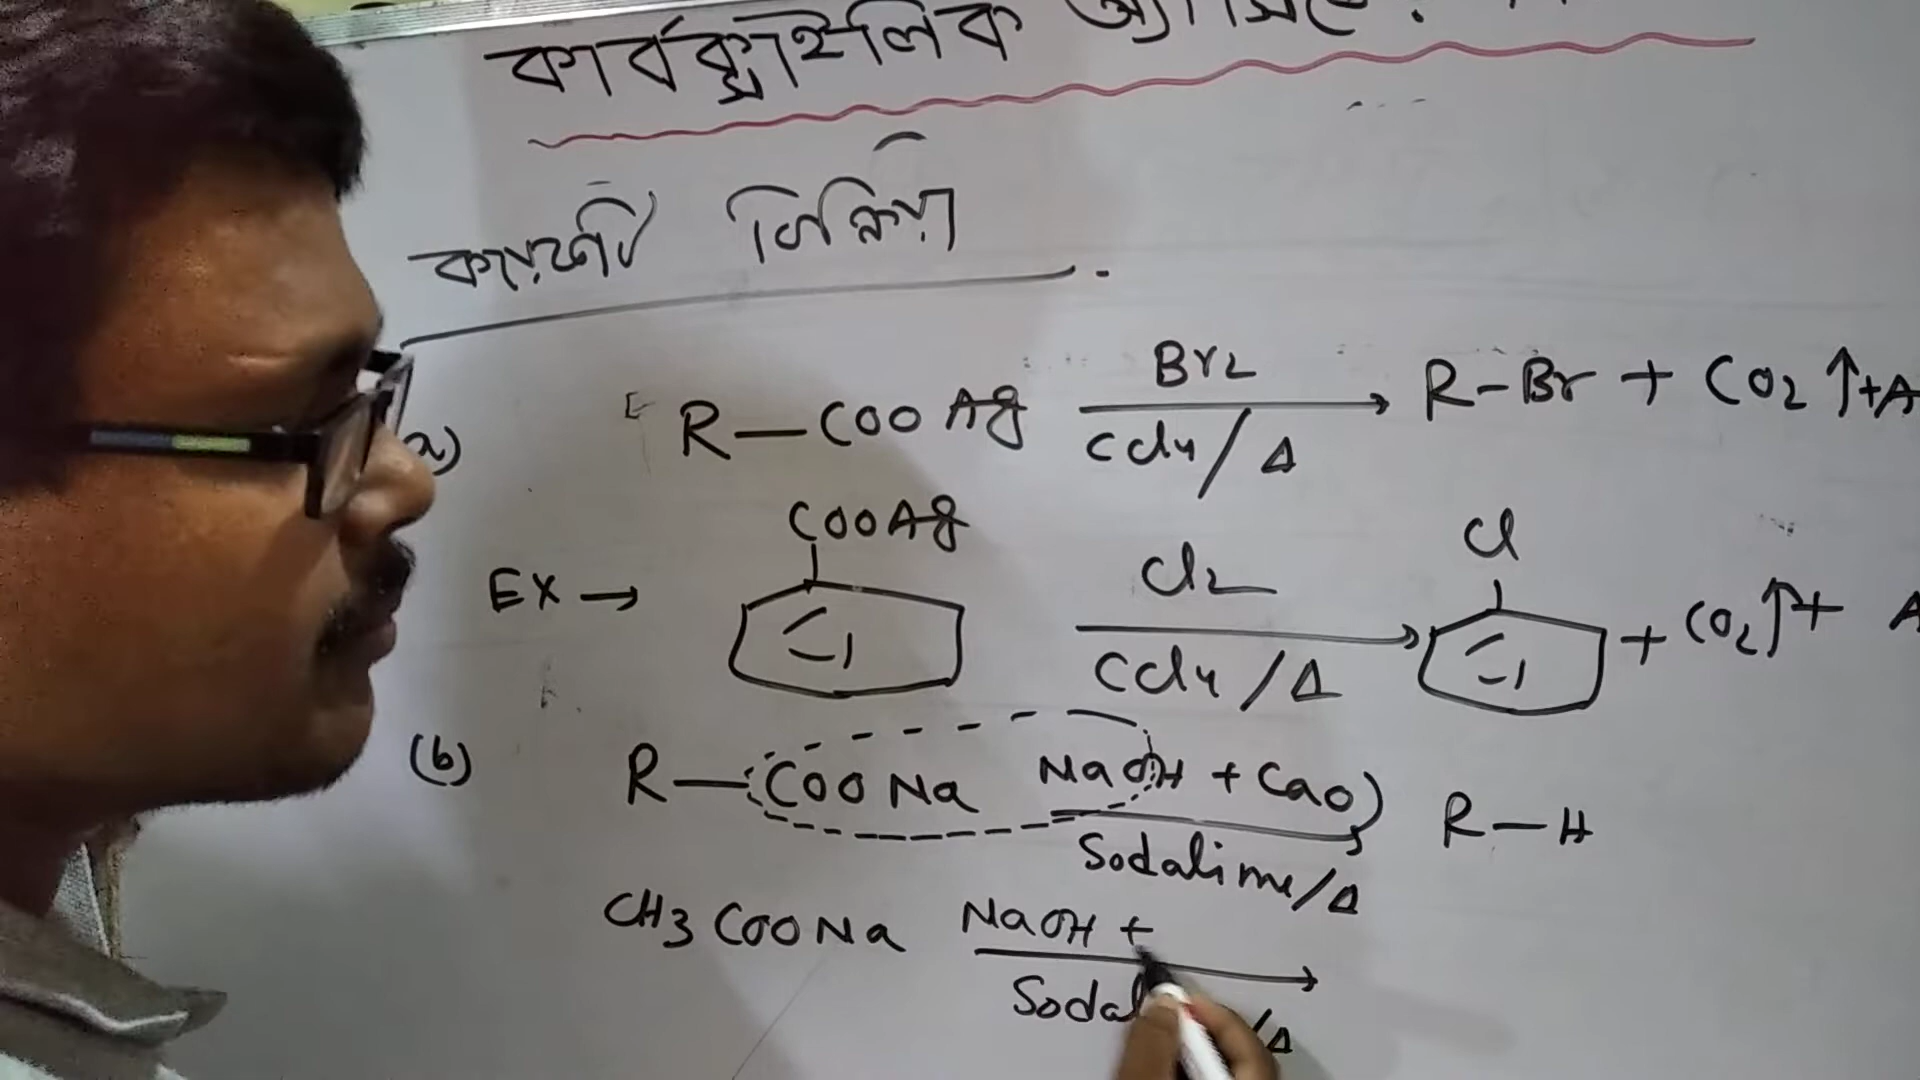 কার্বক্সাইলিক অ্যাসিড:
কয়েকটি বিক্রিয়া
a) R—COOAg Br2 → R—Br + CO2 ↑ + A
CCl4 / Δ
COOAg Cl
EX → Cl2 → + CO2 ↑ + A
CCl4 / Δ
(b) R—COONa NaOH + CaO → R—H
Sodalime / Δ
CH3COONa NaOH + →
Sodal / Δ